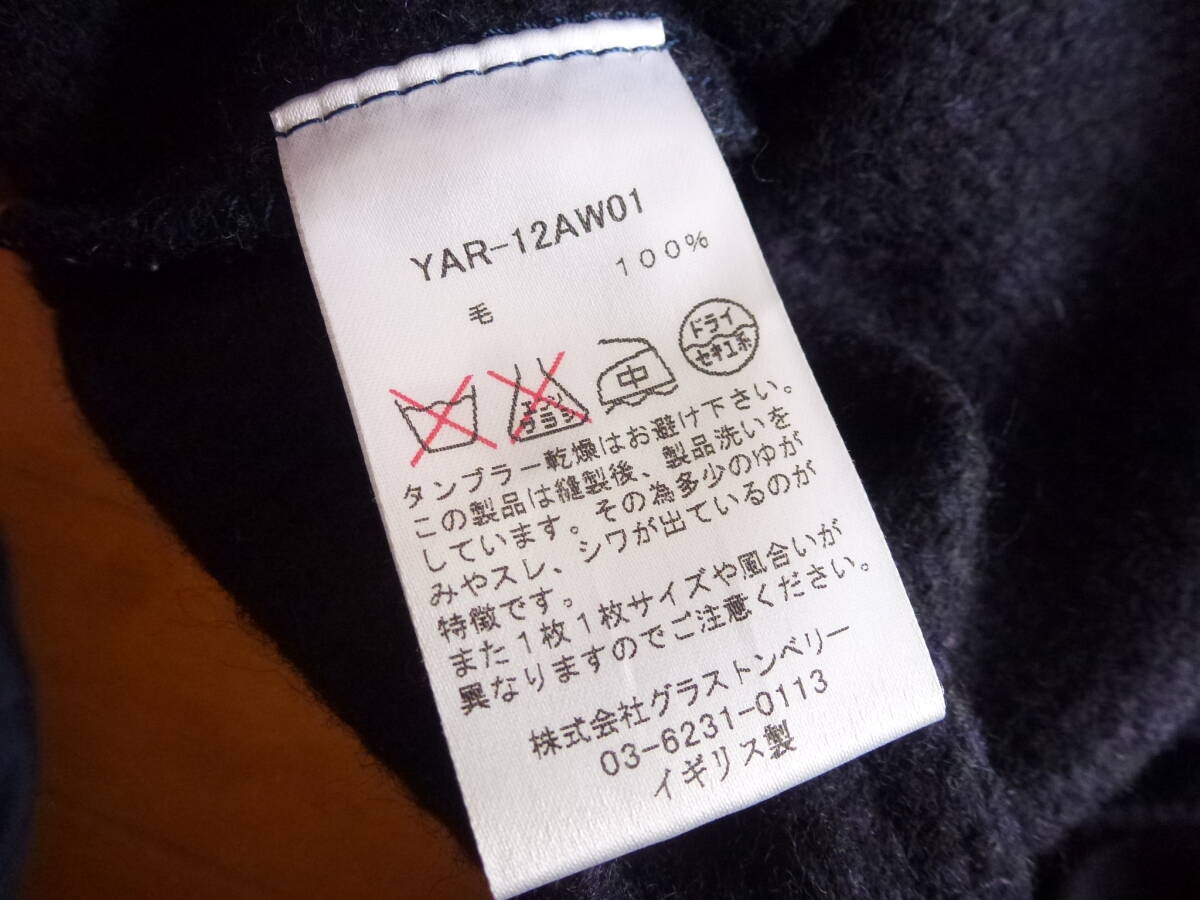 YAR-12AW01
毛 100%
エンソ サラシ 中 ドライ セキユ系
タンブラー乾燥はお避け下さい。
この製品は縫製後、製品洗いを
しています。その為多少のゆが
みやスレ、シワが出ているのが
特徴です。
また1枚1枚サイズや風合いが
異なりますのでご注意ください。
株式会社グラストンベリー
03-6231-0113
イギリス製